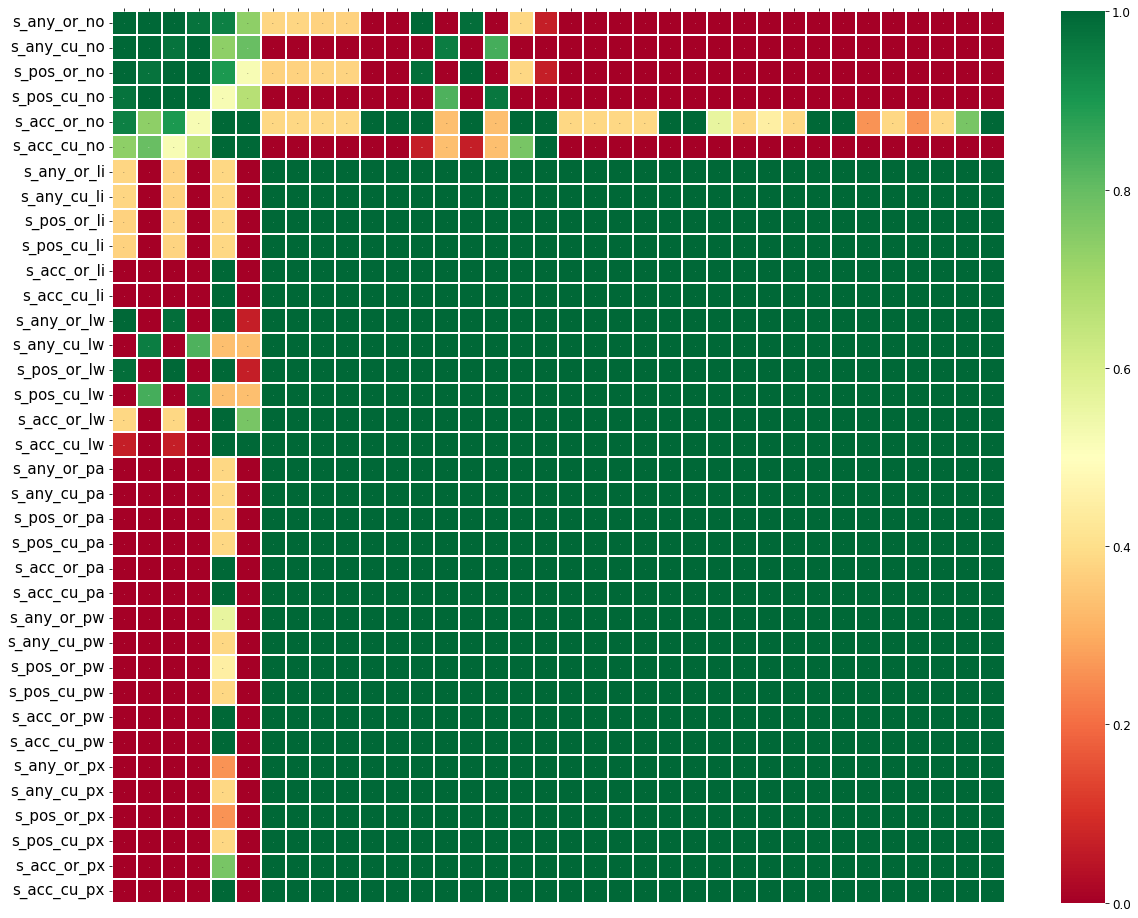 s_any_or_no
s_any_cu_no
s_pos_or_no
s_pos_cu_no
s_acc_or_no
s_acc_cu_no
s_any_or_li
s_any_cu_li
s_pos_or_li
s_pos_cu_li
s_acc_or_li
s_acc_cu_li
s_any_or_lw
s_any_cu_lw
s_pos_or_lw
s_pos_cu_lw
s_acc_or_lw
s_acc_cu_lw
s_any_or_pa
s_any_cu_pa
s_pos_or_pa
s_pos_cu_pa
s_acc_or_pa
s_acc_cu_pa
s_any_or_pw
s_any_cu_pw
s_pos_or_pw
s_pos_cu_pw
s_acc_or_pw
s_acc_cu_pw
s_any_or_px
s_any_cu_px
s_pos_or_px
s_pos_cu_px
s_acc_or_px
s_acc_cu_px
1.0
0.8
0.6
0.4
0.2
0.0